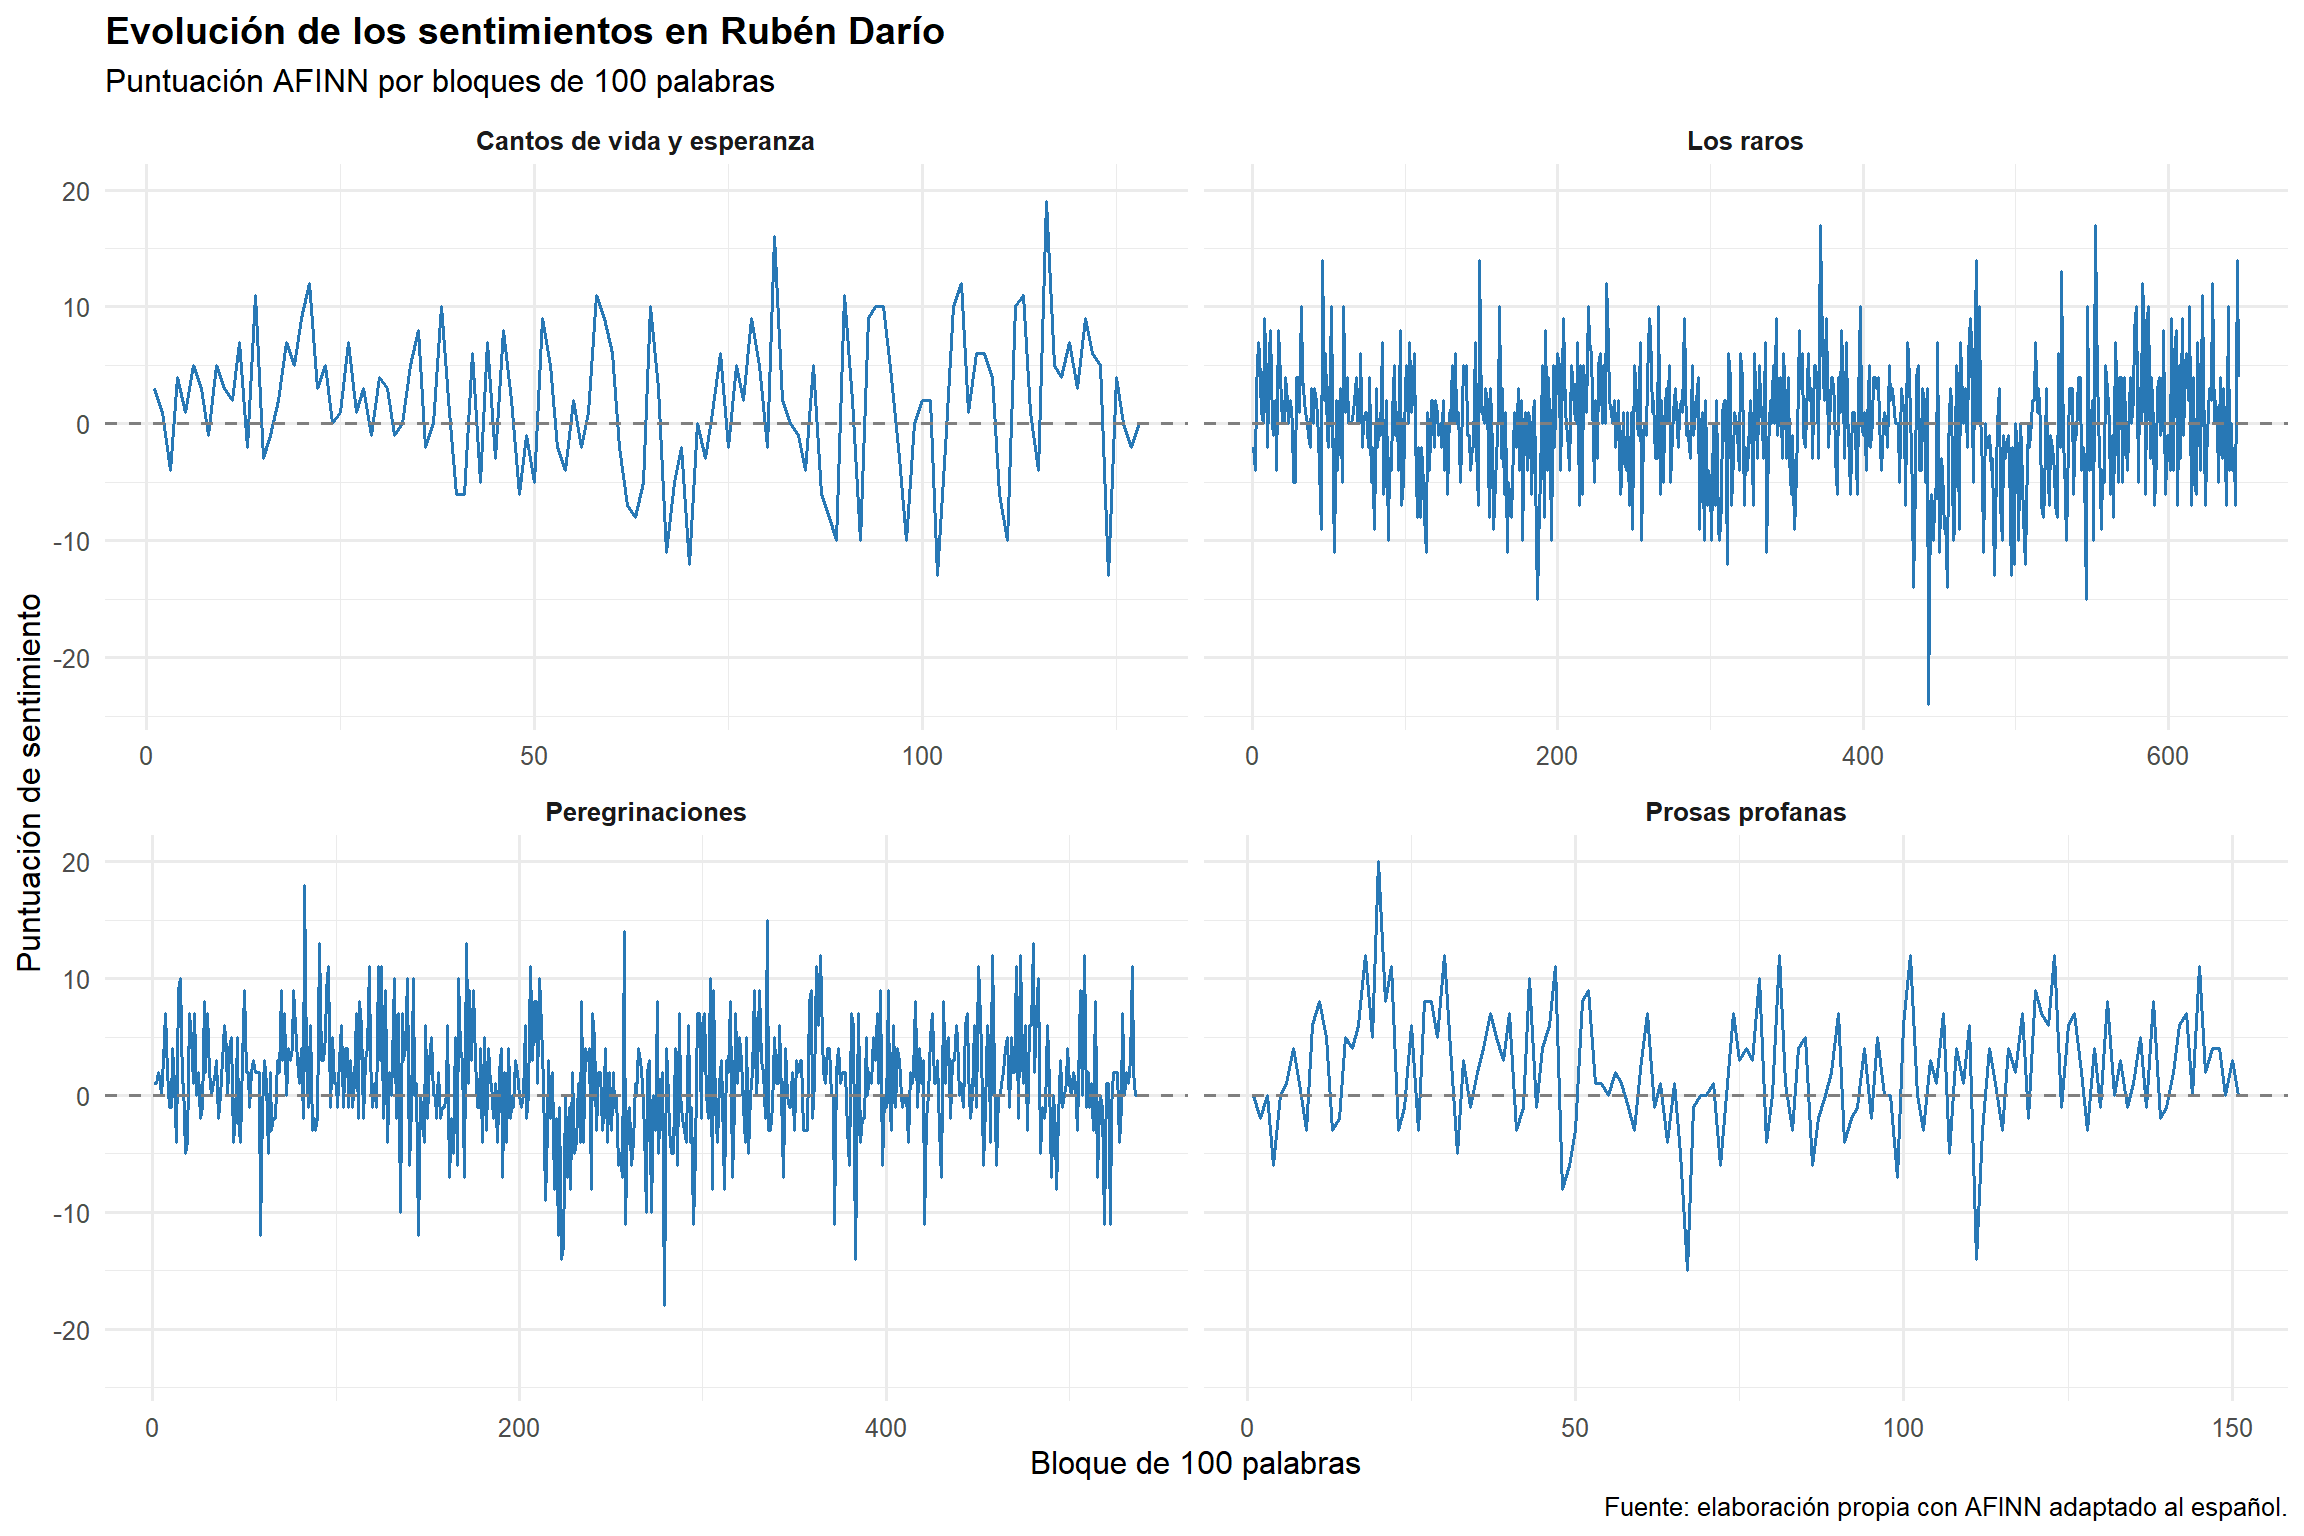 Evolución de los sentimientos en Rubén Darío
Puntuación AFINN por bloques de 100 palabras
Cantos de vida y esperanza
Los raros
20
10
0
-10
-20
0
50
100
0
200
400
600
Puntuación de sentimiento
Peregrinaciones
Prosas profanas
20
10
0
-10
-20
0
200
400
0
50
100
150
Bloque de 100 palabras
Fuente: elaboración propia con AFINN adaptado al español.